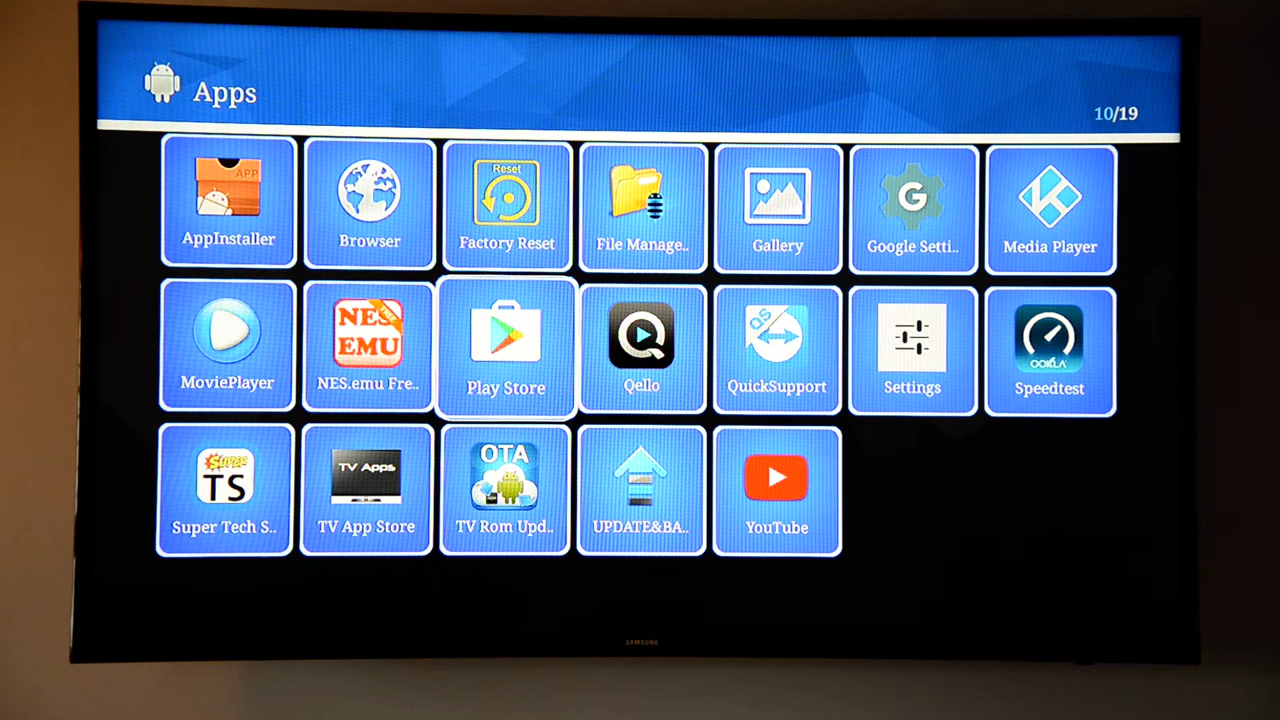 Apps
10/19
APP
AppInstaller
Browser
Reset
Factory Reset
File Manage..
Gallery
G
Google Setti..
Media Player
MoviePlayer
NES
EMU
FREE
NES.emu Fre..
Play Store
Qello
QS
QuickSupport
Settings
OOKLA
Speedtest
SUPER
TS
Super Tech S..
TV Apps
TV App Store
OTA
TV Rom Upd..
UPDATE&BA..
YouTube
SAMSUNG